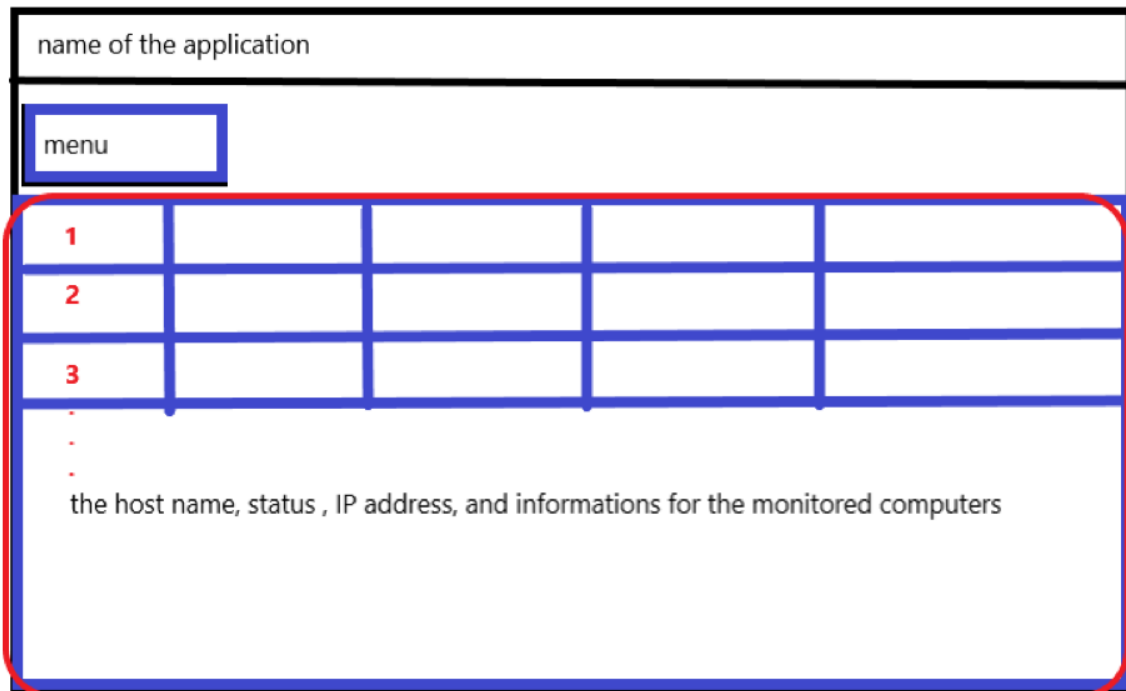 name of the application
menu
1
2
3
.
.
.
the host name, status , IP address, and informations for the monitored computers